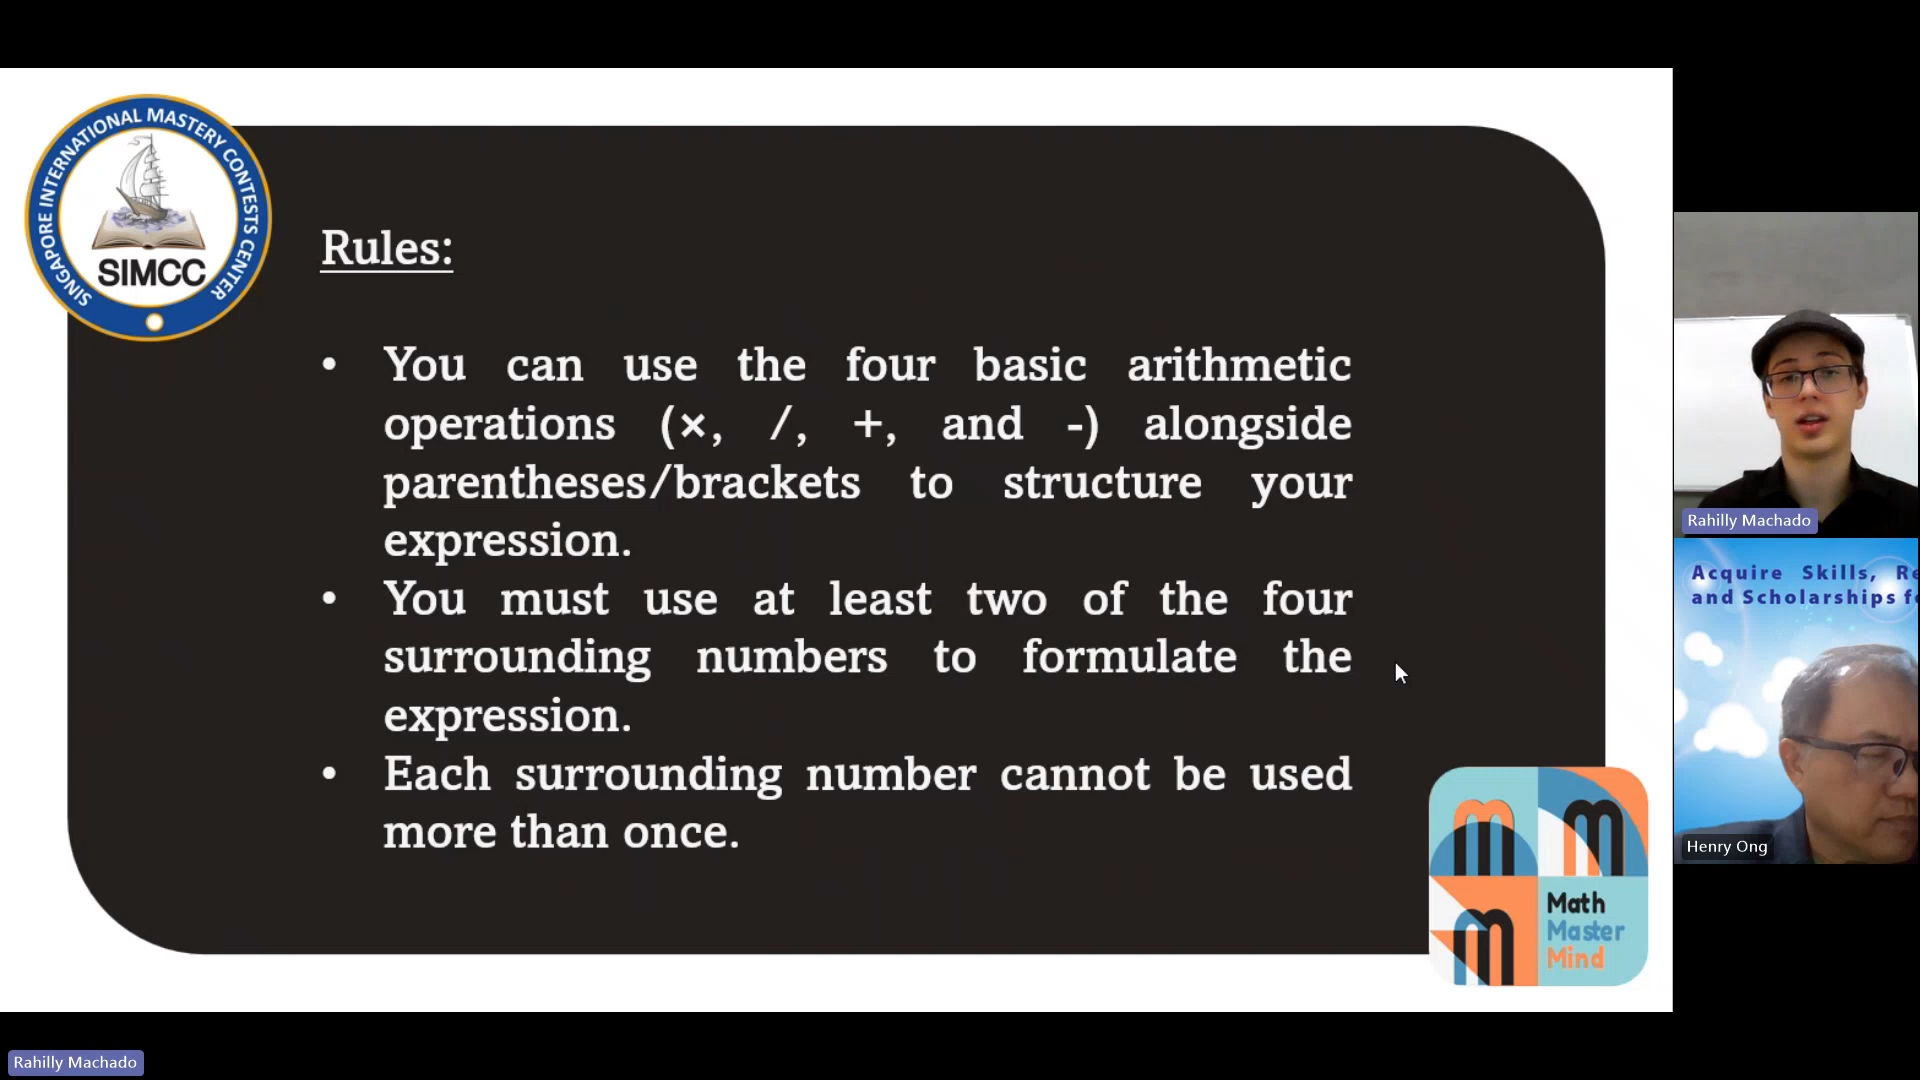 SINGAPORE INTERNATIONAL MASTERY CONTESTS CENTER
SIMCC
Rules:
• You can use the four basic arithmetic
operations (×, /, +, and -) alongside
parentheses/brackets to structure your
expression.
• You must use at least two of the four
surrounding numbers to formulate the
expression.
• Each surrounding number cannot be used
more than once.
Math
Master
Mind
Rahilly Machado
Acquire Skills,
and Scholarships
Henry Ong
Rahilly Machado